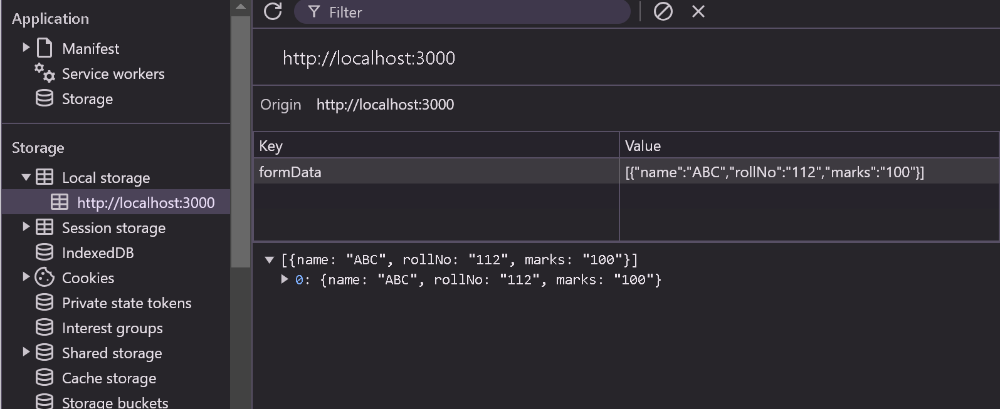 Application
Manifest
Service workers
Storage
Storage
Local storage
http://localhost:3000
Session storage
IndexedDB
Cookies
Private state tokens
Interest groups
Shared storage
Cache storage
Storage buckets
Filter
http://localhost:3000
Origin http://localhost:3000
Key Value
formData [{"name":"ABC","rollNo":"112","marks":"100"}]
[{name: "ABC", rollNo: "112", marks: "100"}]
0: {name: "ABC", rollNo: "112", marks: "100"}